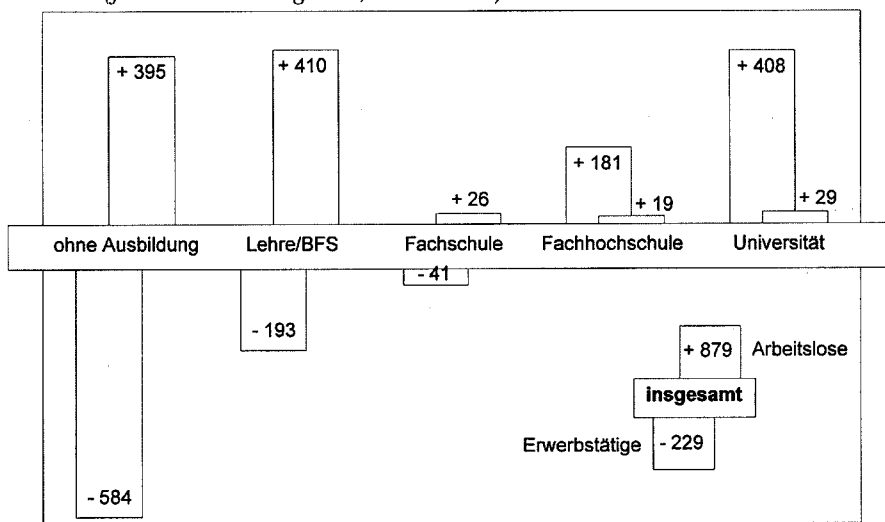 + 395
+ 410
+ 408
+ 181
+ 26
+ 19
+ 29
ohne Ausbildung Lehre/BFS Fachschule Fachhochschule Universität
- 41
- 193
+ 879 Arbeitslose
insgesamt
Erwerbstätige - 229
- 584